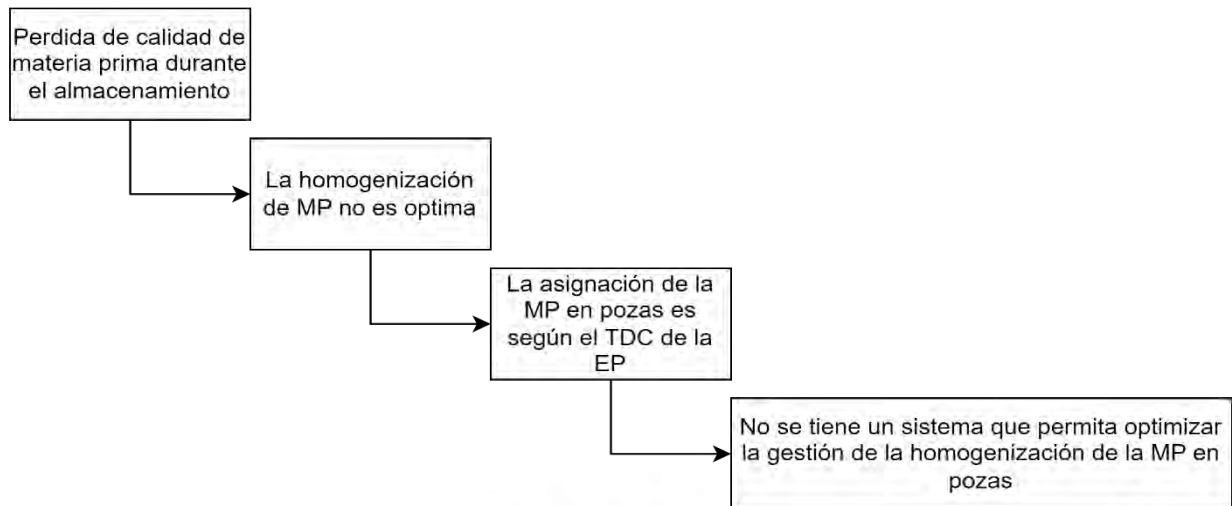 Perdida de calidad de
materia prima durante
el almacenamiento
La homogenización
de MP no es optima
La asignación de la
MP en pozas es
según el TDC de la
EP
No se tiene un sistema que permita optimizar
la gestión de la homogenización de la MP en
pozas